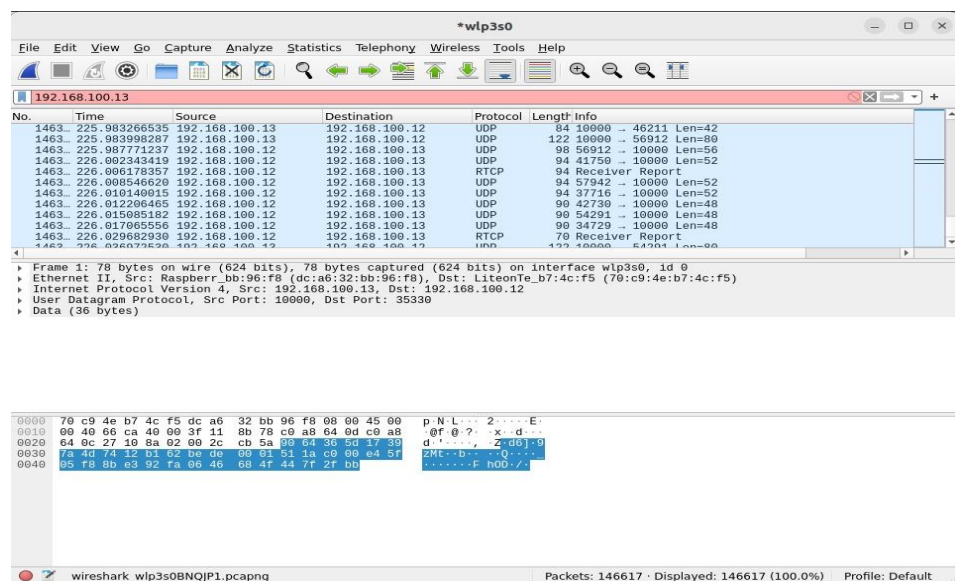 *wlp3s0
File Edit View Go Capture Analyze Statistics Telephony Wireless Tools Help
192.168.100.13
No. Time Source Destination Protocol Length Info
1463… 225.983266535 192.168.100.13 192.168.100.12 UDP 84 10000 → 46211 Len=42
1463… 225.983998287 192.168.100.13 192.168.100.12 UDP 122 10000 → 56912 Len=80
1463… 225.987771237 192.168.100.12 192.168.100.13 UDP 98 56912 → 10000 Len=56
1463… 226.002343419 192.168.100.12 192.168.100.13 UDP 94 41750 → 10000 Len=52
1463… 226.006178357 192.168.100.12 192.168.100.13 RTCP 94 Receiver Report
1463… 226.008546620 192.168.100.12 192.168.100.13 UDP 94 57942 → 10000 Len=52
1463… 226.010140015 192.168.100.12 192.168.100.13 UDP 94 37716 → 10000 Len=52
1463… 226.012206465 192.168.100.12 192.168.100.13 UDP 90 42730 → 10000 Len=48
1463… 226.015085182 192.168.100.12 192.168.100.13 UDP 90 54291 → 10000 Len=48
1463… 226.017065556 192.168.100.12 192.168.100.13 UDP 90 34729 → 10000 Len=48
1463… 226.029682930 192.168.100.12 192.168.100.13 RTCP 70 Receiver Report
Frame 1: 78 bytes on wire (624 bits), 78 bytes captured (624 bits) on interface wlp3s0, id 0
Ethernet II, Src: Raspberr_bb:96:f8 (dc:a6:32:bb:96:f8), Dst: LiteonTe_b7:4c:f5 (70:c9:4e:b7:4c:f5)
Internet Protocol Version 4, Src: 192.168.100.13, Dst: 192.168.100.12
User Datagram Protocol, Src Port: 10000, Dst Port: 35330
Data (36 bytes)
0000 70 c9 4e b7 4c f5 dc a6 32 bb 96 f8 08 00 45 00 p·N·L··· 2·····E·
0010 00 40 66 ca 40 00 3f 11 8b 78 c0 a8 64 0d c0 a8 ·@f·@·?· ·x··d···
0020 64 0c 27 10 8a 02 00 2c cb 5a 90 64 36 5d 17 39 d·'····, ·Z·d6]·9
0030 7a 4d 74 12 b1 62 be de 00 01 51 1a c0 00 e4 5f zMt··b·· ··Q····_
0040 05 f8 8b e3 92 fa 06 46 68 4f 44 7f 2f bb ·······F hOD·/·
wireshark_wlp3s0BNQJP1.pcapng Packets: 146617 · Displayed: 146617 (100.0%) Profile: Default